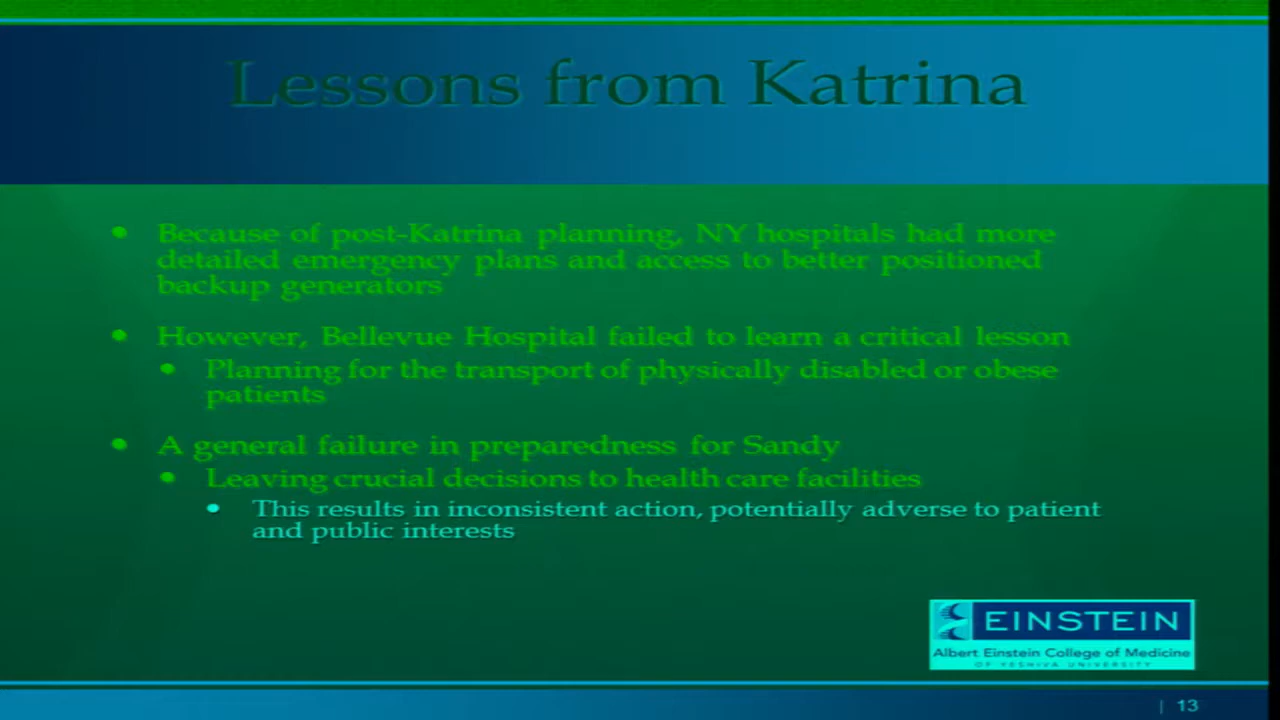 Lessons from Katrina
• Because of post-Katrina planning, NY hospitals had more
detailed emergency plans and access to better positioned
backup generators
• However, Bellevue Hospital failed to learn a critical lesson
• Planning for the transport of physically disabled or obese
patients
• A general failure in preparedness for Sandy
• Leaving crucial decisions to health care facilities
• This results in inconsistent action, potentially adverse to patient
and public interests
EINSTEIN
Albert Einstein College of Medicine
OF YESHIVA UNIVERSITY
| 13